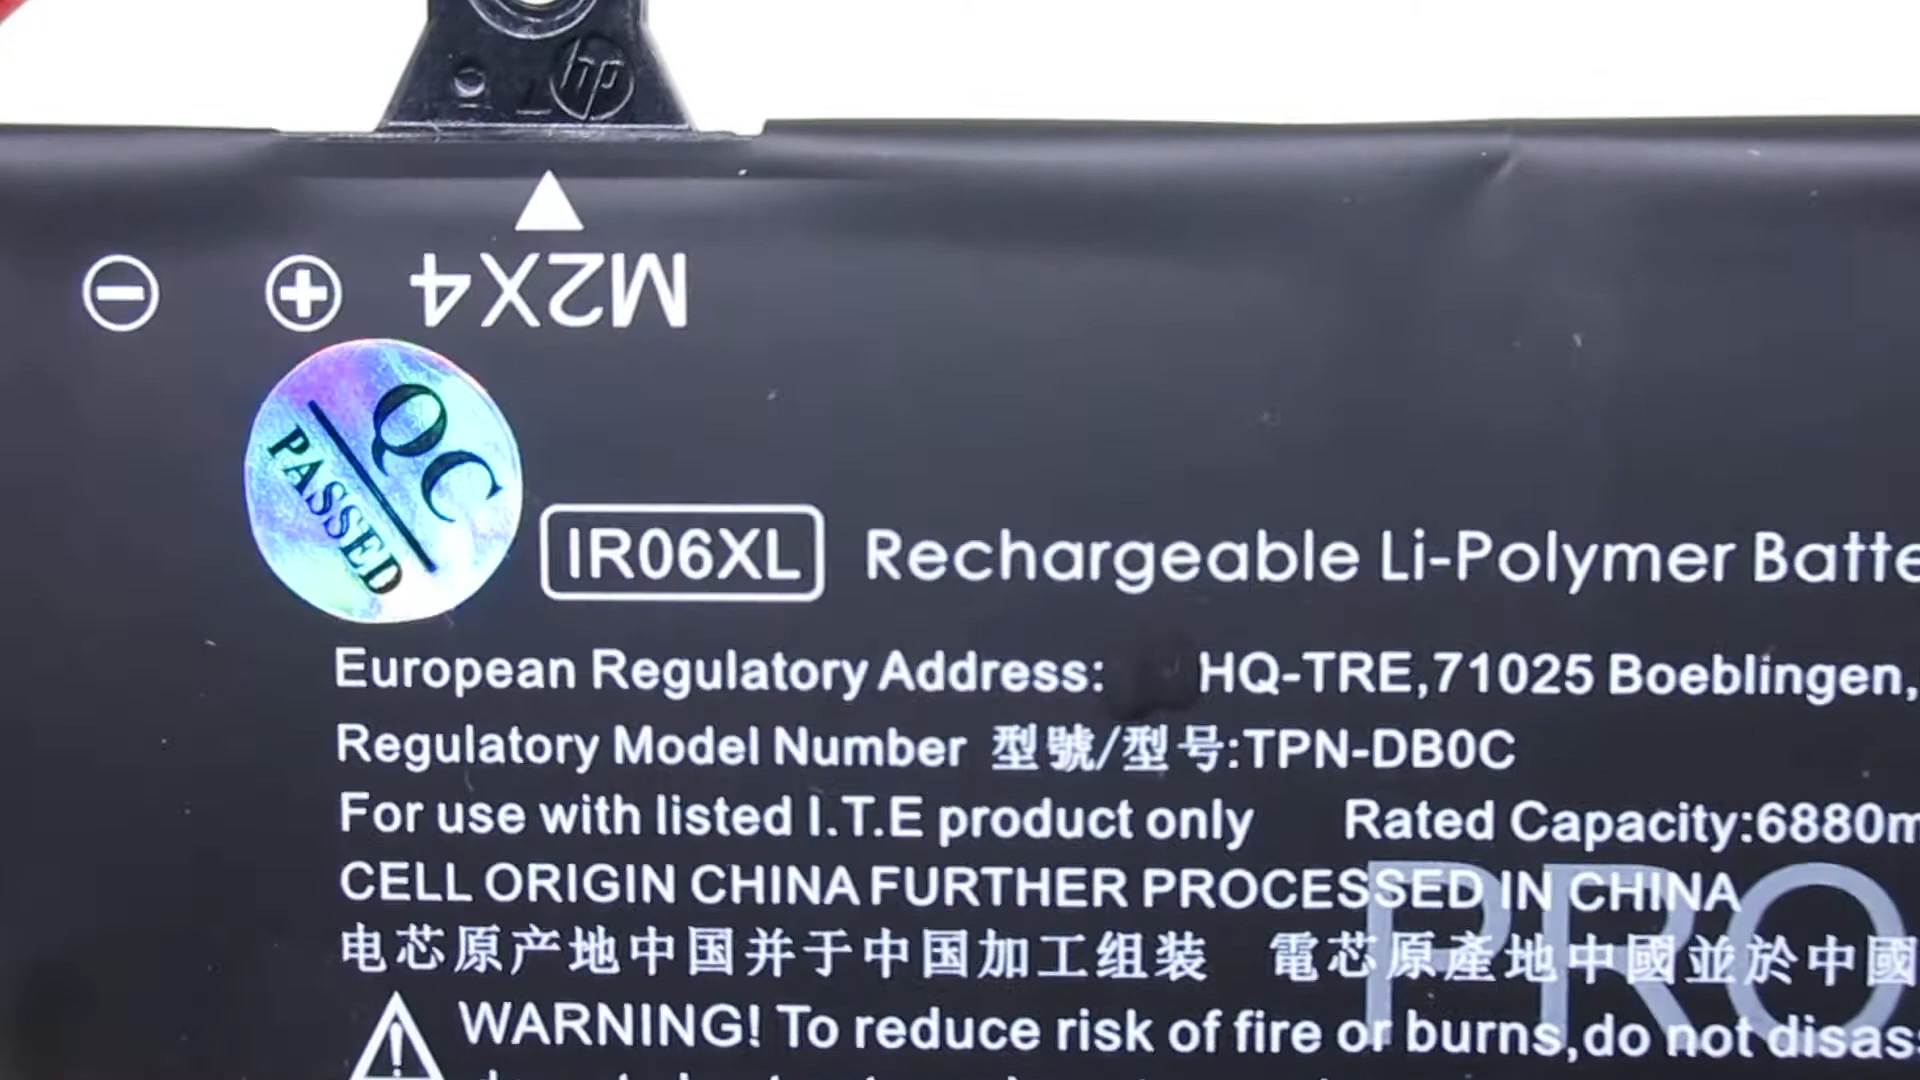 hp
M2X4
QC
PASSED
IR06XL Rechargeable Li-Polymer Batte
European Regulatory Address: HQ-TRE,71025 Boeblingen,
Regulatory Model Number 型號/型号:TPN-DB0C
For use with listed I.T.E product only Rated Capacity:6880m
CELL ORIGIN CHINA FURTHER PROCESSED IN CHINA
电芯原产地中国并于中国加工组装 電芯原產地中國並於中國
PRO
WARNING! To reduce risk of fire or burns,do not disas